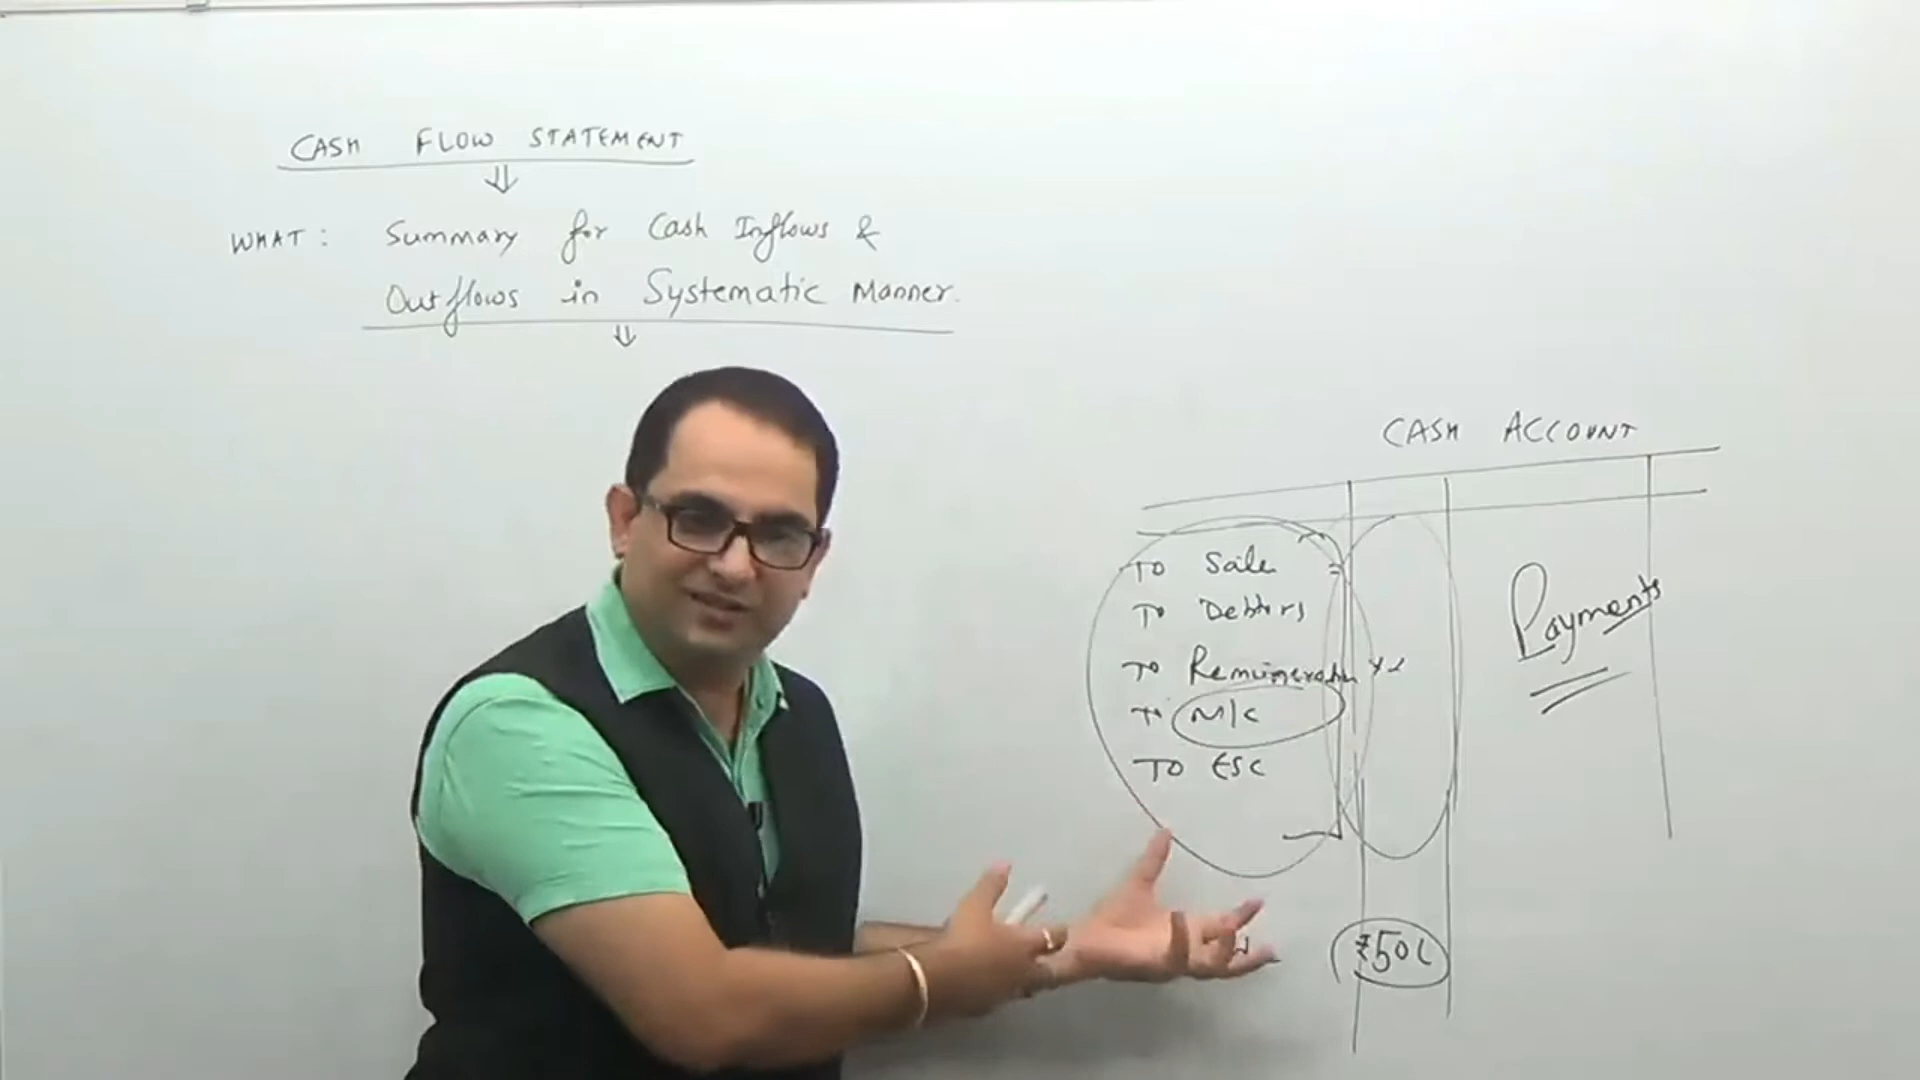 CASH FLOW STATEMENT
WHAT: Summary for Cash Inflows &
Outflows in Systematic Manner.
CASH ACCOUNT
TO Sale
TO Debtors
TO
TO M/C
TO ESC
Payments
₹50L